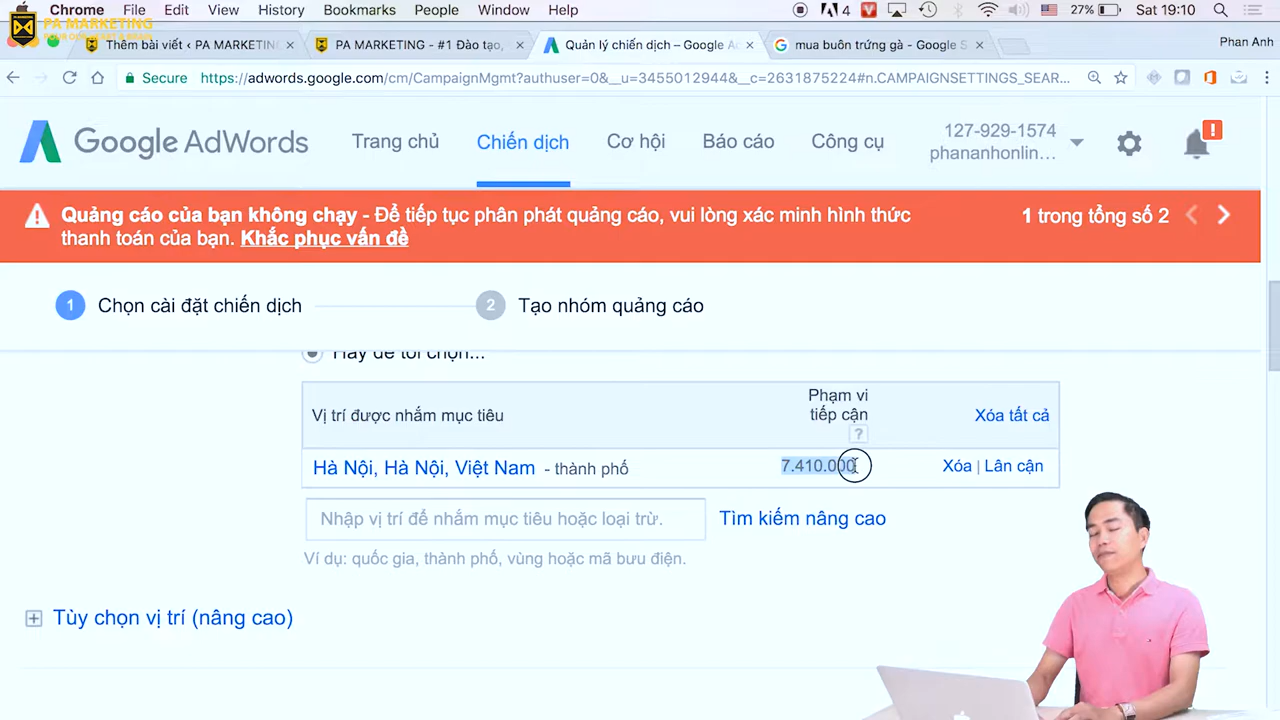 Chrome File Edit View History Bookmarks People Window Help
4
27% Sat 19:10
PA MARKETING
Thêm bài viết ‹ PA MARKETING
PA MARKETING - #1 Đào tạo,
Quản lý chiến dịch – Google A
mua buôn trứng gà - Google S
Phan Anh
Secure https://adwords.google.com/cm/CampaignMgmt?authuser=0&__u=3455012944&__c=2631875224#n.CAMPAIGNSETTINGS_SEAR...
Google AdWords
Trang chủ
Chiến dịch
Cơ hội
Báo cáo
Công cụ
127-929-1574
phananhonlin...
!
Quảng cáo của bạn không chạy - Để tiếp tục phân phát quảng cáo, vui lòng xác minh hình thức
thanh toán của bạn. Khắc phục vấn đề
1 trong tổng số 2
1 Chọn cài đặt chiến dịch
2 Tạo nhóm quảng cáo
Hãy để tôi chọn...
Vị trí được nhắm mục tiêu
Phạm vi
tiếp cận
?
Xóa tất cả
Hà Nội, Hà Nội, Việt Nam - thành phố
7.410.000
Xóa | Lân cận
Nhập vị trí để nhắm mục tiêu hoặc loại trừ.
Tìm kiếm nâng cao
Ví dụ: quốc gia, thành phố, vùng hoặc mã bưu điện.
Tùy chọn vị trí (nâng cao)